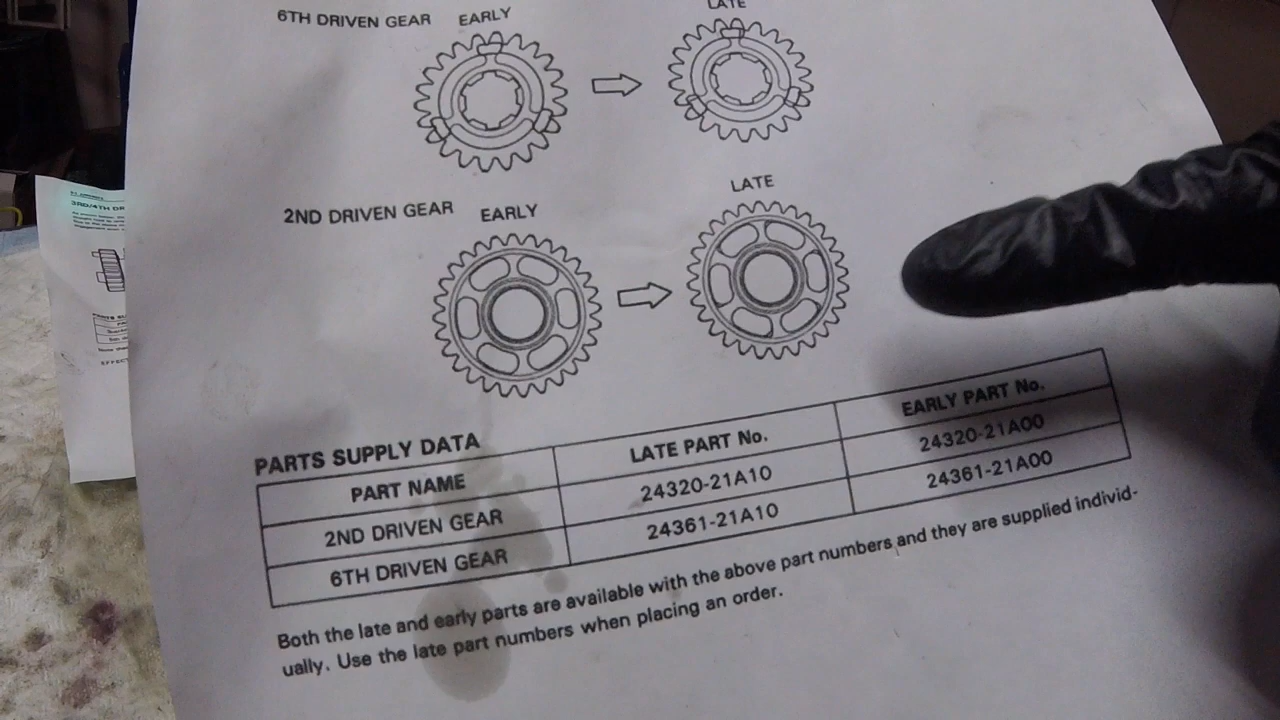 6TH DRIVEN GEAR EARLY LATE
2ND DRIVEN GEAR EARLY LATE
PARTS SUPPLY DATA
PART NAME LATE PART No. EARLY PART No.
2ND DRIVEN GEAR 24320-21A10 24320-21A00
6TH DRIVEN GEAR 24361-21A10 24361-21A00
Both the late and early parts are available with the above part numbers and they are supplied individ-
ually. Use the late part numbers when placing an order.
3RD/4TH DR